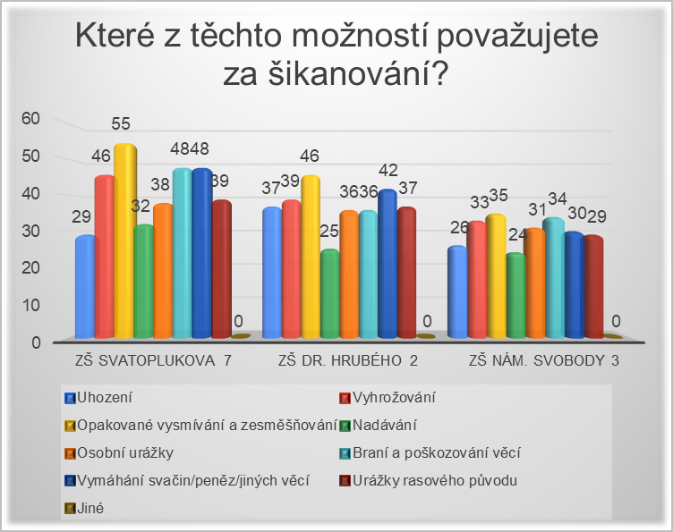 Které z těchto možností považujete
za šikanování?
60
50
40
30
20
10
0
29
46
55
32
38
48
48
39
0
37
39
46
25
36
36
42
37
0
26
33
35
24
31
34
30
29
0
ZŠ SVATOPLUKOVA 7
ZŠ DR. HRUBÉHO 2
ZŠ NÁM. SVOBODY 3
Uhození
Vyhrožování
Opakované vysmívání a zesměšňování
Nadávání
Osobní urážky
Braní a poškozování věcí
Vymáhání svačin/peněz/jiných věcí
Urážky rasového původu
Jiné